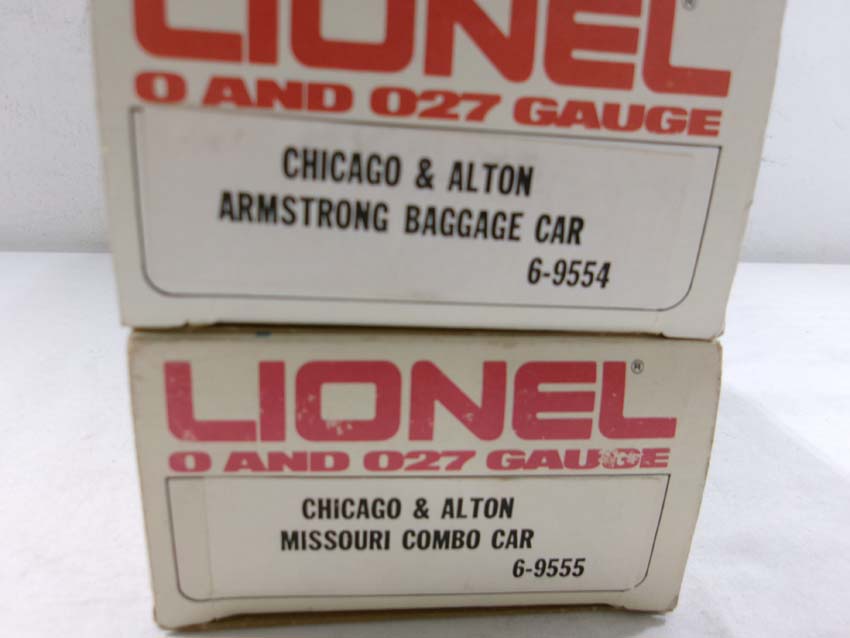 LIONEL®
O AND O27 GAUGE
CHICAGO & ALTON
ARMSTRONG BAGGAGE CAR
6-9554
LIONEL®
O AND O27 GAUGE
CHiCAGO & ALTON
MISSOURI COMBO CAR
6-9555